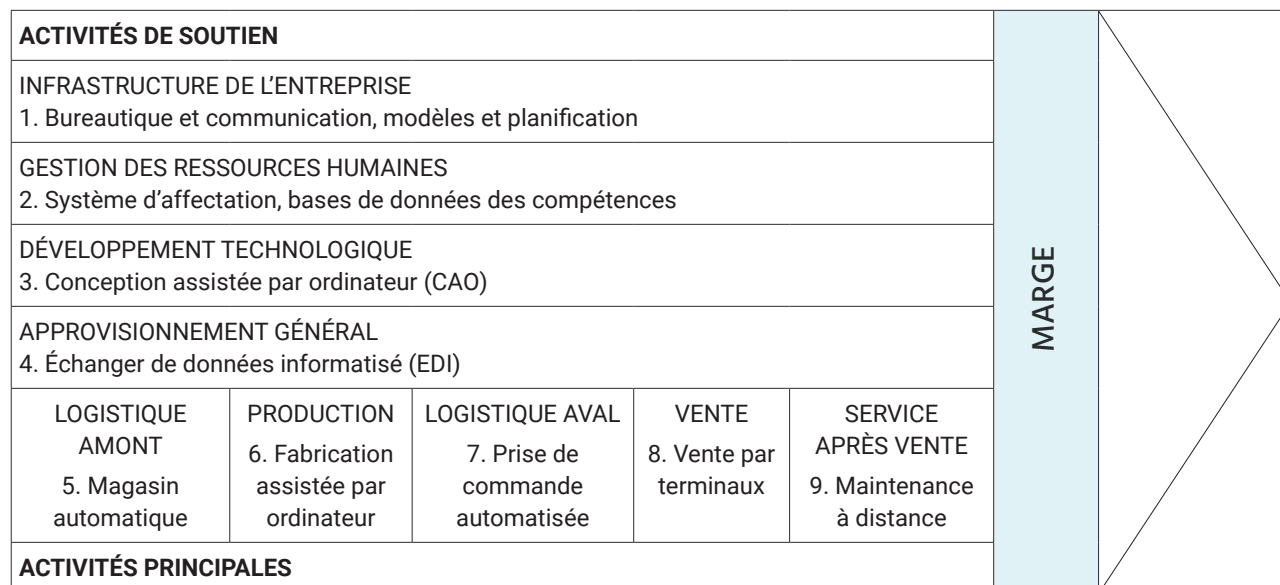 ACTIVITÉS DE SOUTIEN
INFRASTRUCTURE DE L'ENTREPRISE
1. Bureautique et communication, modèles et planification
GESTION DES RESSOURCES HUMAINES
2. Système d'affectation, bases de données des compétences
DÉVELOPPEMENT TECHNOLOGIQUE
3. Conception assistée par ordinateur (CAO)
APPROVISIONNEMENT GÉNÉRAL
4. Échanger de données informatisé (EDI)
LOGISTIQUE
AMONT
5. Magasin
automatique
PRODUCTION
6. Fabrication
assistée par
ordinateur
LOGISTIQUE AVAL
7. Prise de
commande
automatisée
VENTE
8. Vente par
terminaux
SERVICE
APRÈS VENTE
9. Maintenance
à distance
ACTIVITÉS PRINCIPALES
MARGE